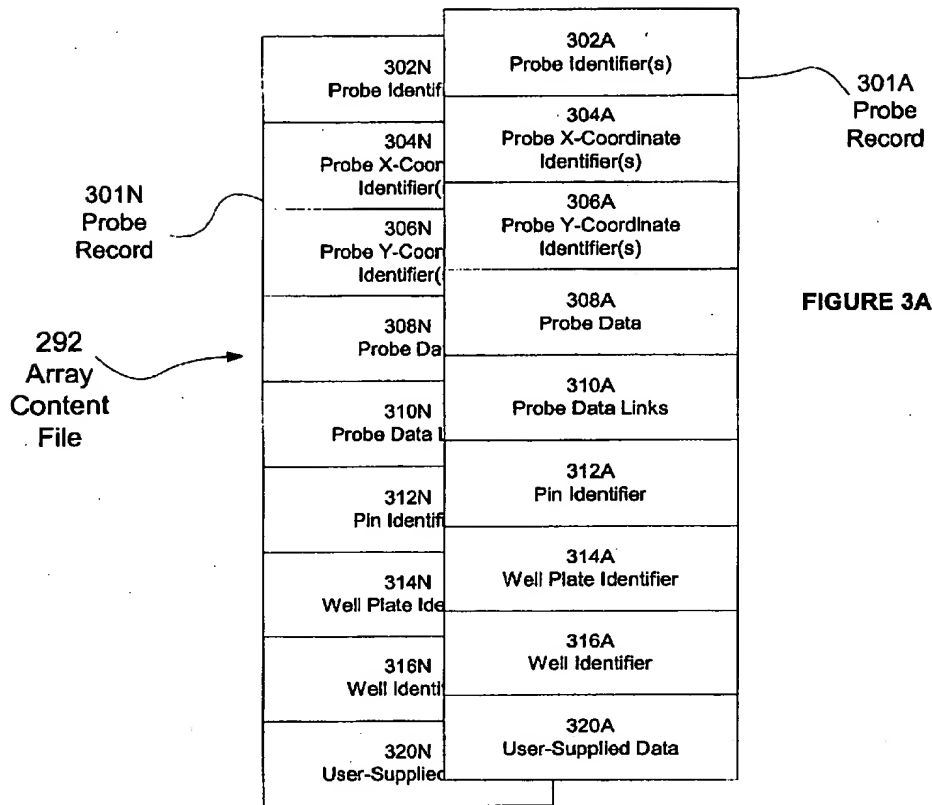 302A
Probe Identifier(s)
304A
Probe X-Coordinate
Identifier(s)
306A
Probe Y-Coordinate
Identifier(s)
308A
Probe Data
310A
Probe Data Links
312A
Pin Identifier
314A
Well Plate Identifier
316A
Well Identifier
320A
User-Supplied Data
301A
Probe
Record
302N
Probe Identif
304N
Probe X-Coor
Identifier(
306N
Probe Y-Coor
Identifier(
308N
Probe Da
310N
Probe Data L
312N
Pin Identif
314N
Well Plate Ide
316N
Well Identi
320N
User-Supplied
301N
Probe
Record
292
Array
Content
File
FIGURE 3A